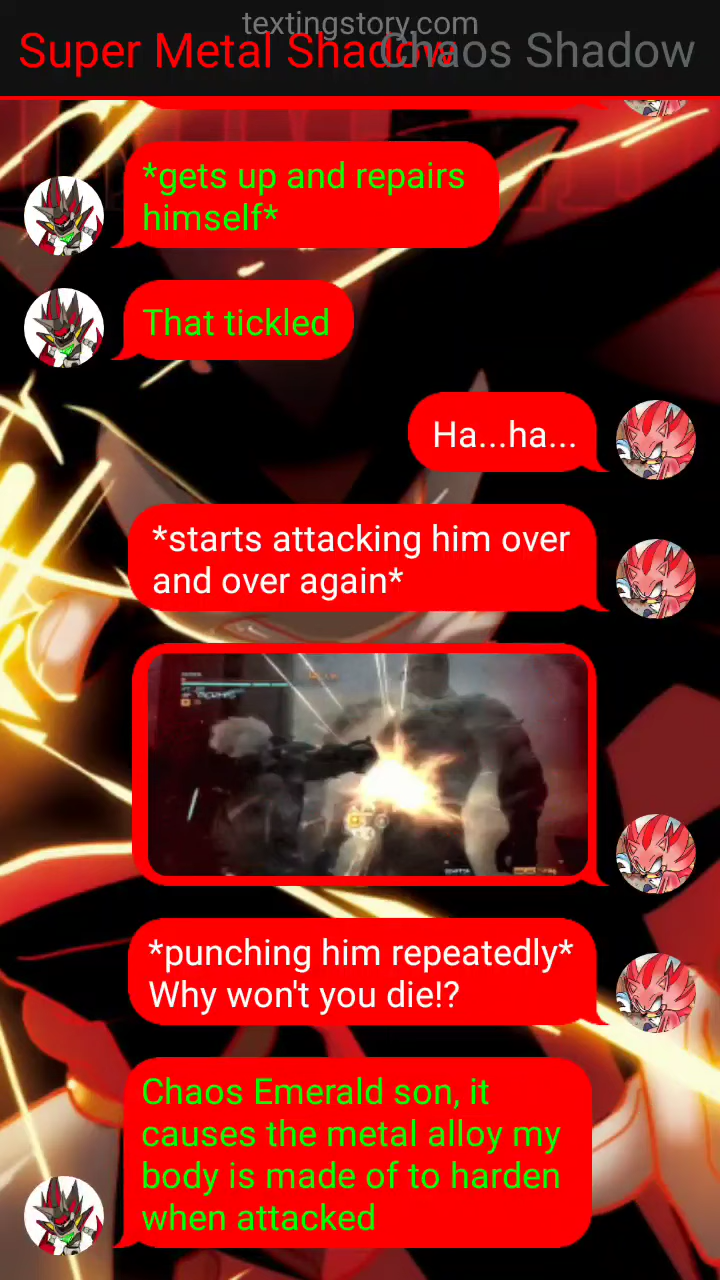 textingstory.com
Super Metal Shadow
Chaos Shadow
*gets up and repairs
himself*
That tickled
Ha...ha...
*starts attacking him over
and over again*
*punching him repeatedly*
Why won't you die!?
Chaos Emerald son, it
causes the metal alloy my
body is made of to harden
when attacked